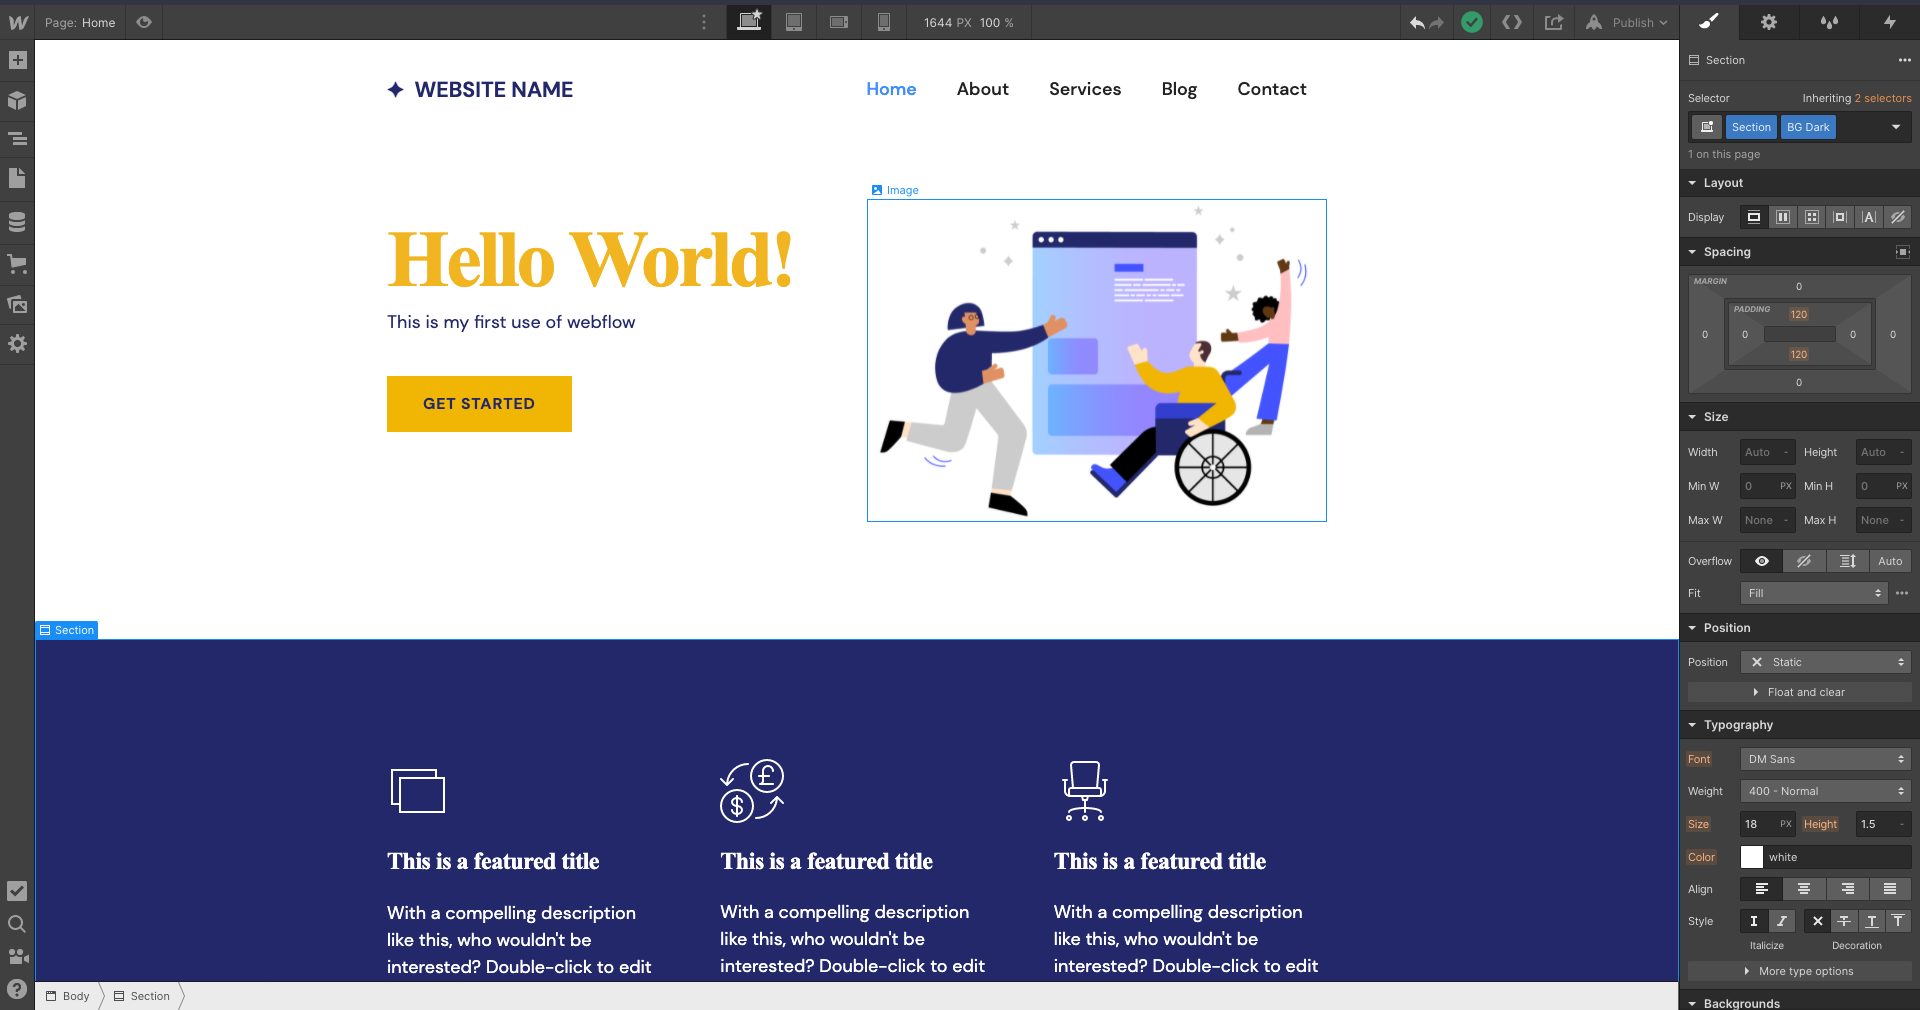 Page: Home
1644 PX 100 %
Publish
WEBSITE NAME
Home About Services Blog Contact
Image
Hello World!
This is my first use of webflow
GET STARTED
Section
This is a featured title
With a compelling description
like this, who wouldn't be
interested? Double-click to edit
This is a featured title
With a compelling description
like this, who wouldn't be
interested? Double-click to edit
This is a featured title
With a compelling description
like this, who wouldn't be
interested? Double-click to edit
Body Section
Section
Selector Inheriting 2 selectors
Section BG Dark
1 on this page
Layout
Display
Spacing
MARGIN
0
PADDING
120
0 0 0 0
120
0
Size
Width Auto - Height Auto -
Min W 0 PX Min H 0 PX
Max W None - Max H None -
Overflow Auto
Fit Fill
Position
Position Static
Float and clear
Typography
Font DM Sans
Weight 400 - Normal
Size 18 PX Height 1.5 -
Color white
Align
Style
Italicize Decoration
More type options
Backgrounds